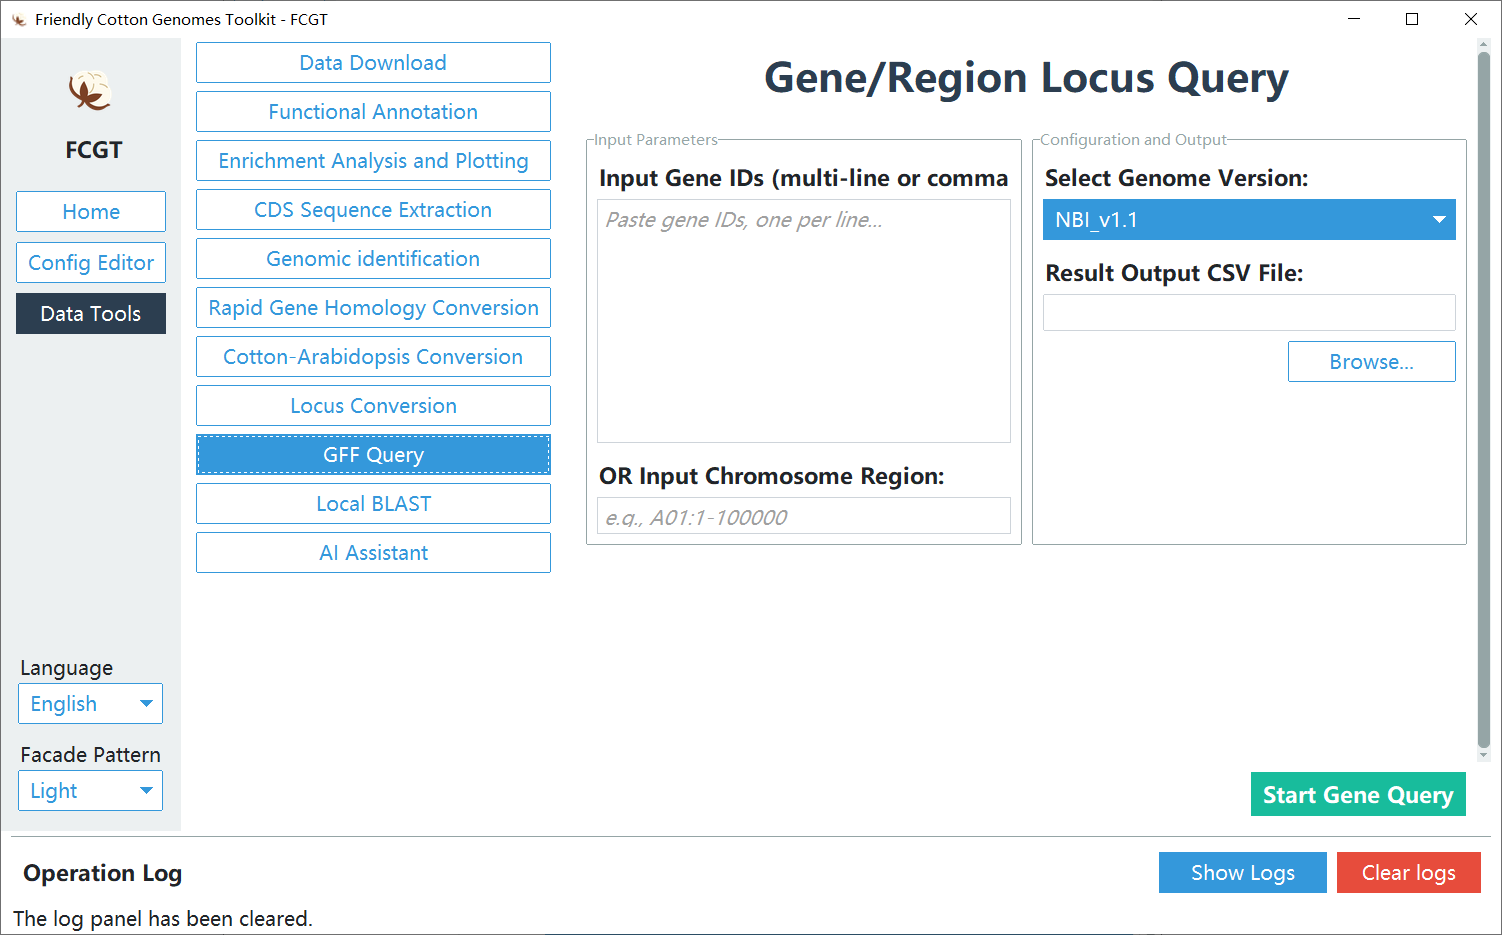 Friendly Cotton Genomes Toolkit - FCGT
FCGT
Home
Config Editor
Data Tools
Language
English
Facade Pattern
Light
Data Download
Functional Annotation
Enrichment Analysis and Plotting
CDS Sequence Extraction
Genomic identification
Rapid Gene Homology Conversion
Cotton-Arabidopsis Conversion
Locus Conversion
GFF Query
Local BLAST
AI Assistant
Gene/Region Locus Query
Input Parameters
Input Gene IDs (multi-line or comma
Paste gene IDs, one per line...
OR Input Chromosome Region:
e.g., A01:1-100000
Configuration and Output
Select Genome Version:
NBI_v1.1
Result Output CSV File:
Browse...
Start Gene Query
Operation Log
Show Logs
Clear logs
The log panel has been cleared.